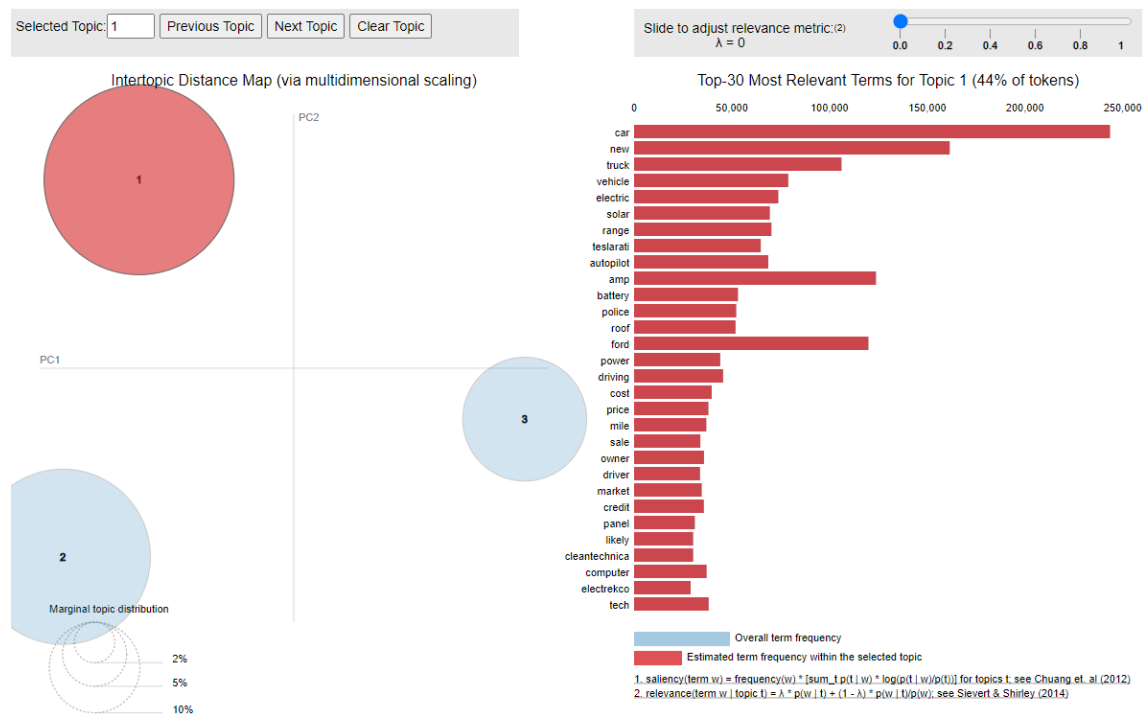 Selected Topic: 1 Previous Topic Next Topic Clear Topic
Slide to adjust relevance metric:(2)
λ = 0
0.0 0.2 0.4 0.6 0.8 1
Intertopic Distance Map (via multidimensional scaling)
PC2
PC1
1
3
2
Marginal topic distribution
2%
5%
10%
Top-30 Most Relevant Terms for Topic 1 (44% of tokens)
0 50,000 100,000 150,000 200,000 250,000
car
new
truck
vehicle
electric
solar
range
teslarati
autopilot
amp
battery
police
roof
ford
power
driving
cost
price
mile
sale
owner
driver
market
credit
panel
likely
cleantechnica
computer
electrekco
tech
Overall term frequency
Estimated term frequency within the selected topic
1. saliency(term w) = frequency(w) * [sum_t p(t | w) * log(p(t | w)/p(t))] for topics t; see Chuang et. al (2012)
2. relevance(term w | topic t) = λ * p(w | t) + (1 - λ) * p(w | t)/p(w); see Sievert & Shirley (2014)